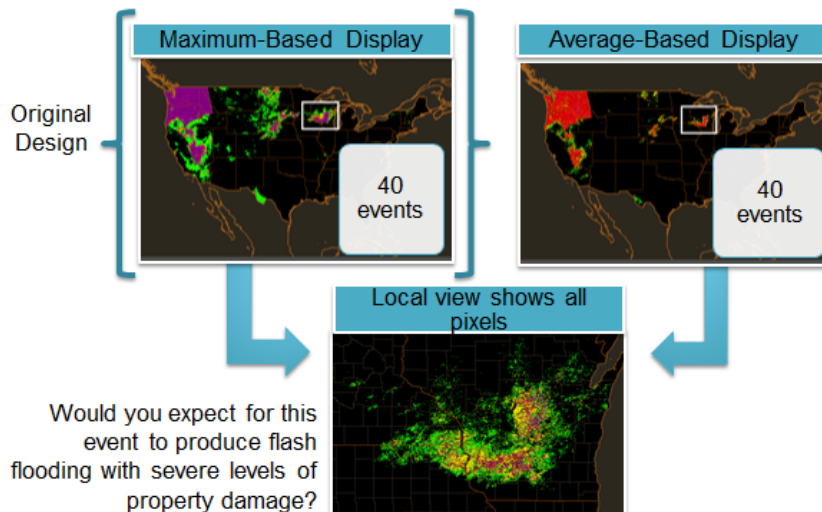 Maximum-Based Display
Average-Based Display
Original
Design
40
events
40
events
Local view shows all
pixels
Would you expect for this
event to produce flash
flooding with severe levels of
property damage?